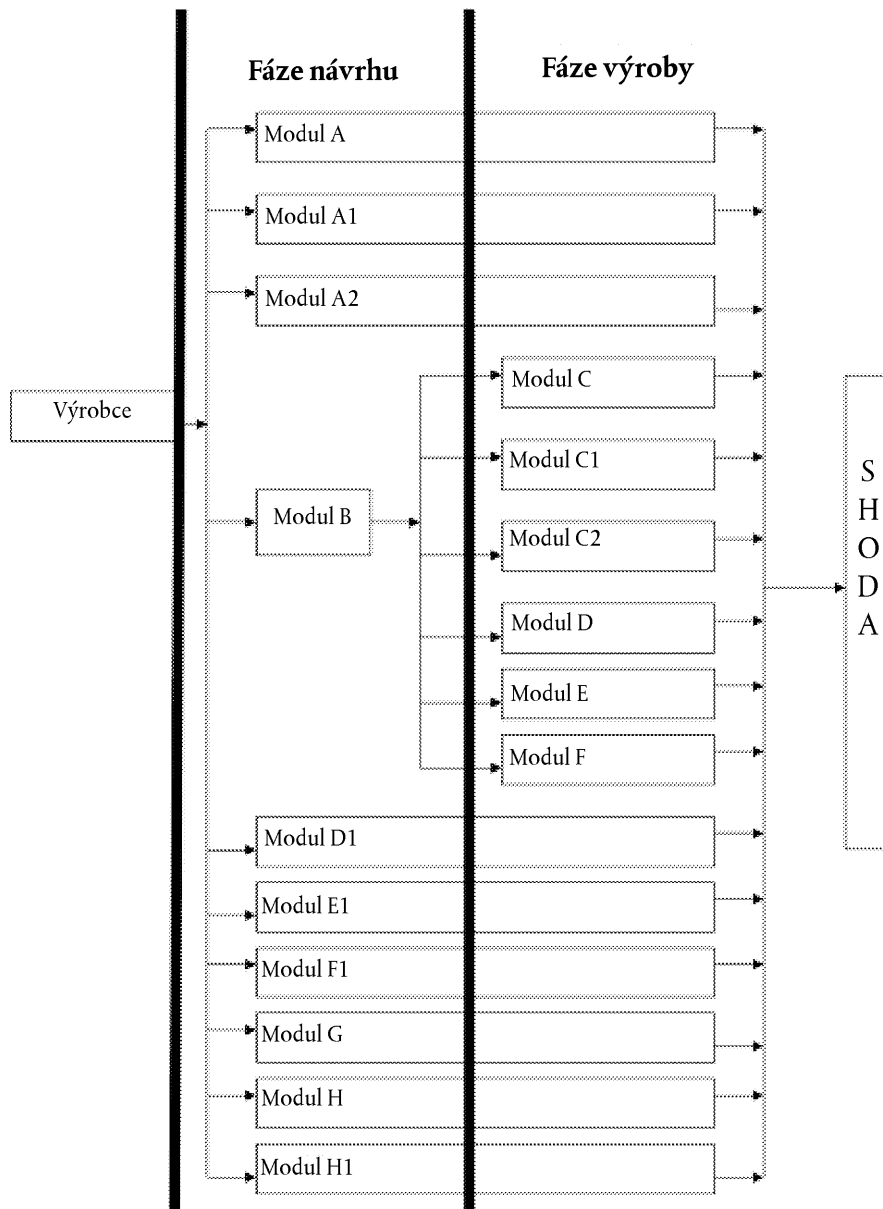 Fáze návrhu
Fáze výroby
Modul A
Modul A1
Modul A2
Modul C
Výrobce
Modul C1
Modul B
Modul C2
Modul D
Modul E
Modul F
S
H
O
D
A
Modul D1
Modul E1
Modul F1
Modul G
Modul H
Modul H1